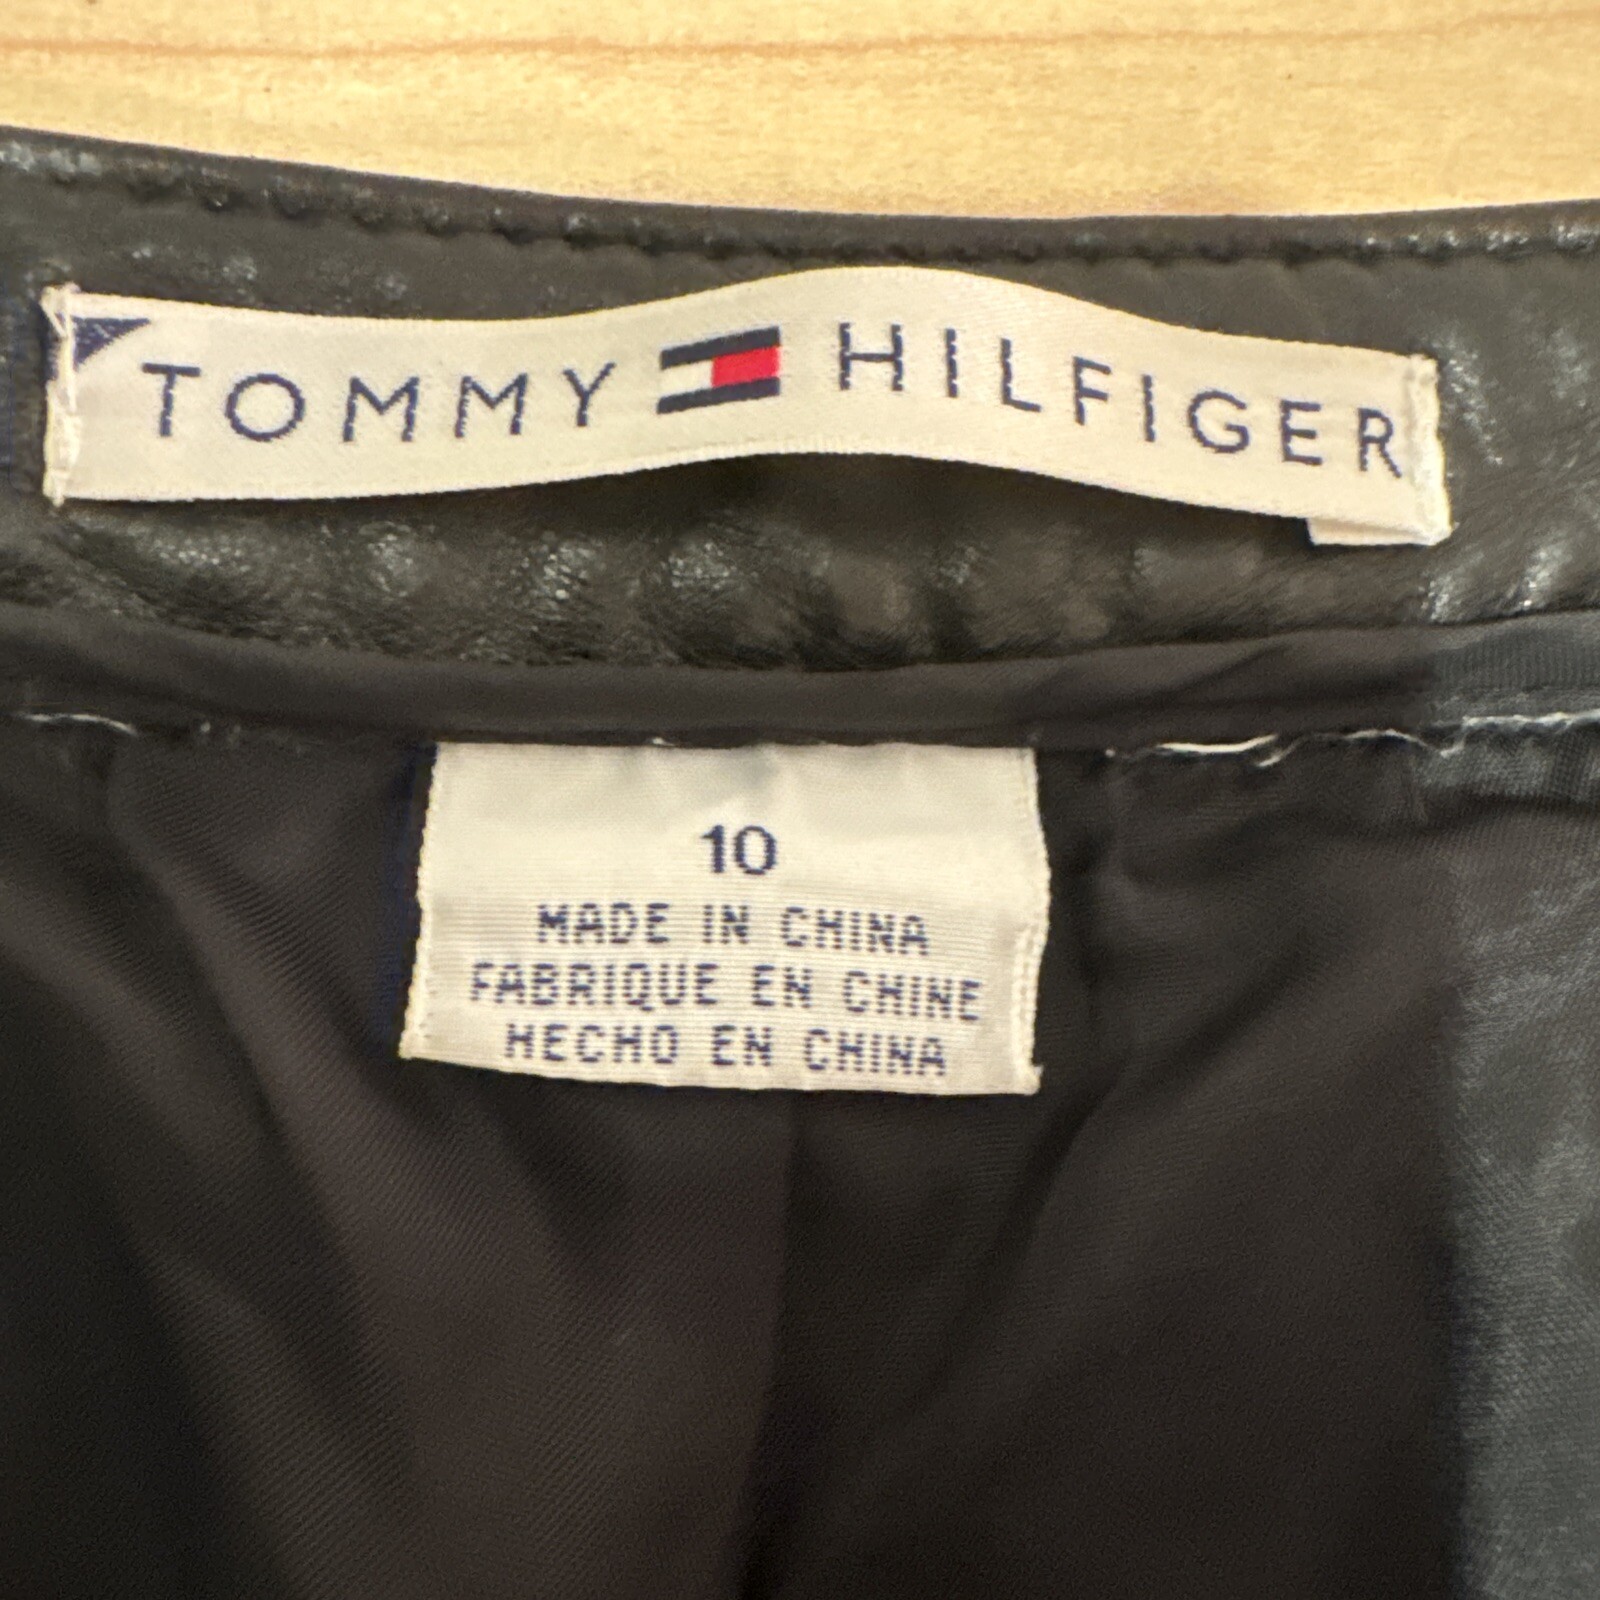 TOMMY HILFIGER
10
MADE IN CHINA
FABRIQUE EN CHINE
HECHO EN CHINA